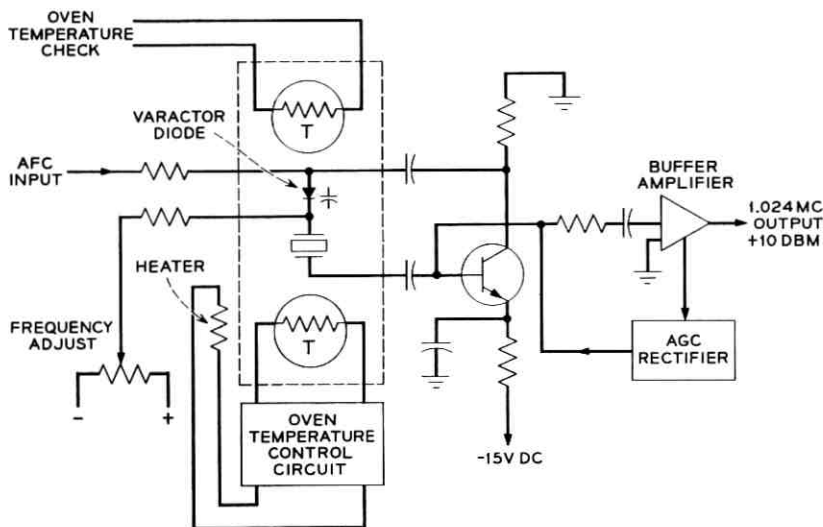 OVEN
TEMPERATURE
CHECK
VARACTOR
DIODE
T
AFC
INPUT
BUFFER
AMPLIFIER
1.024 MC
OUTPUT
+10 DBM
HEATER
T
FREQUENCY
ADJUST
AGC
RECTIFIER
- +
OVEN
TEMPERATURE
CONTROL
CIRCUIT
-15V DC